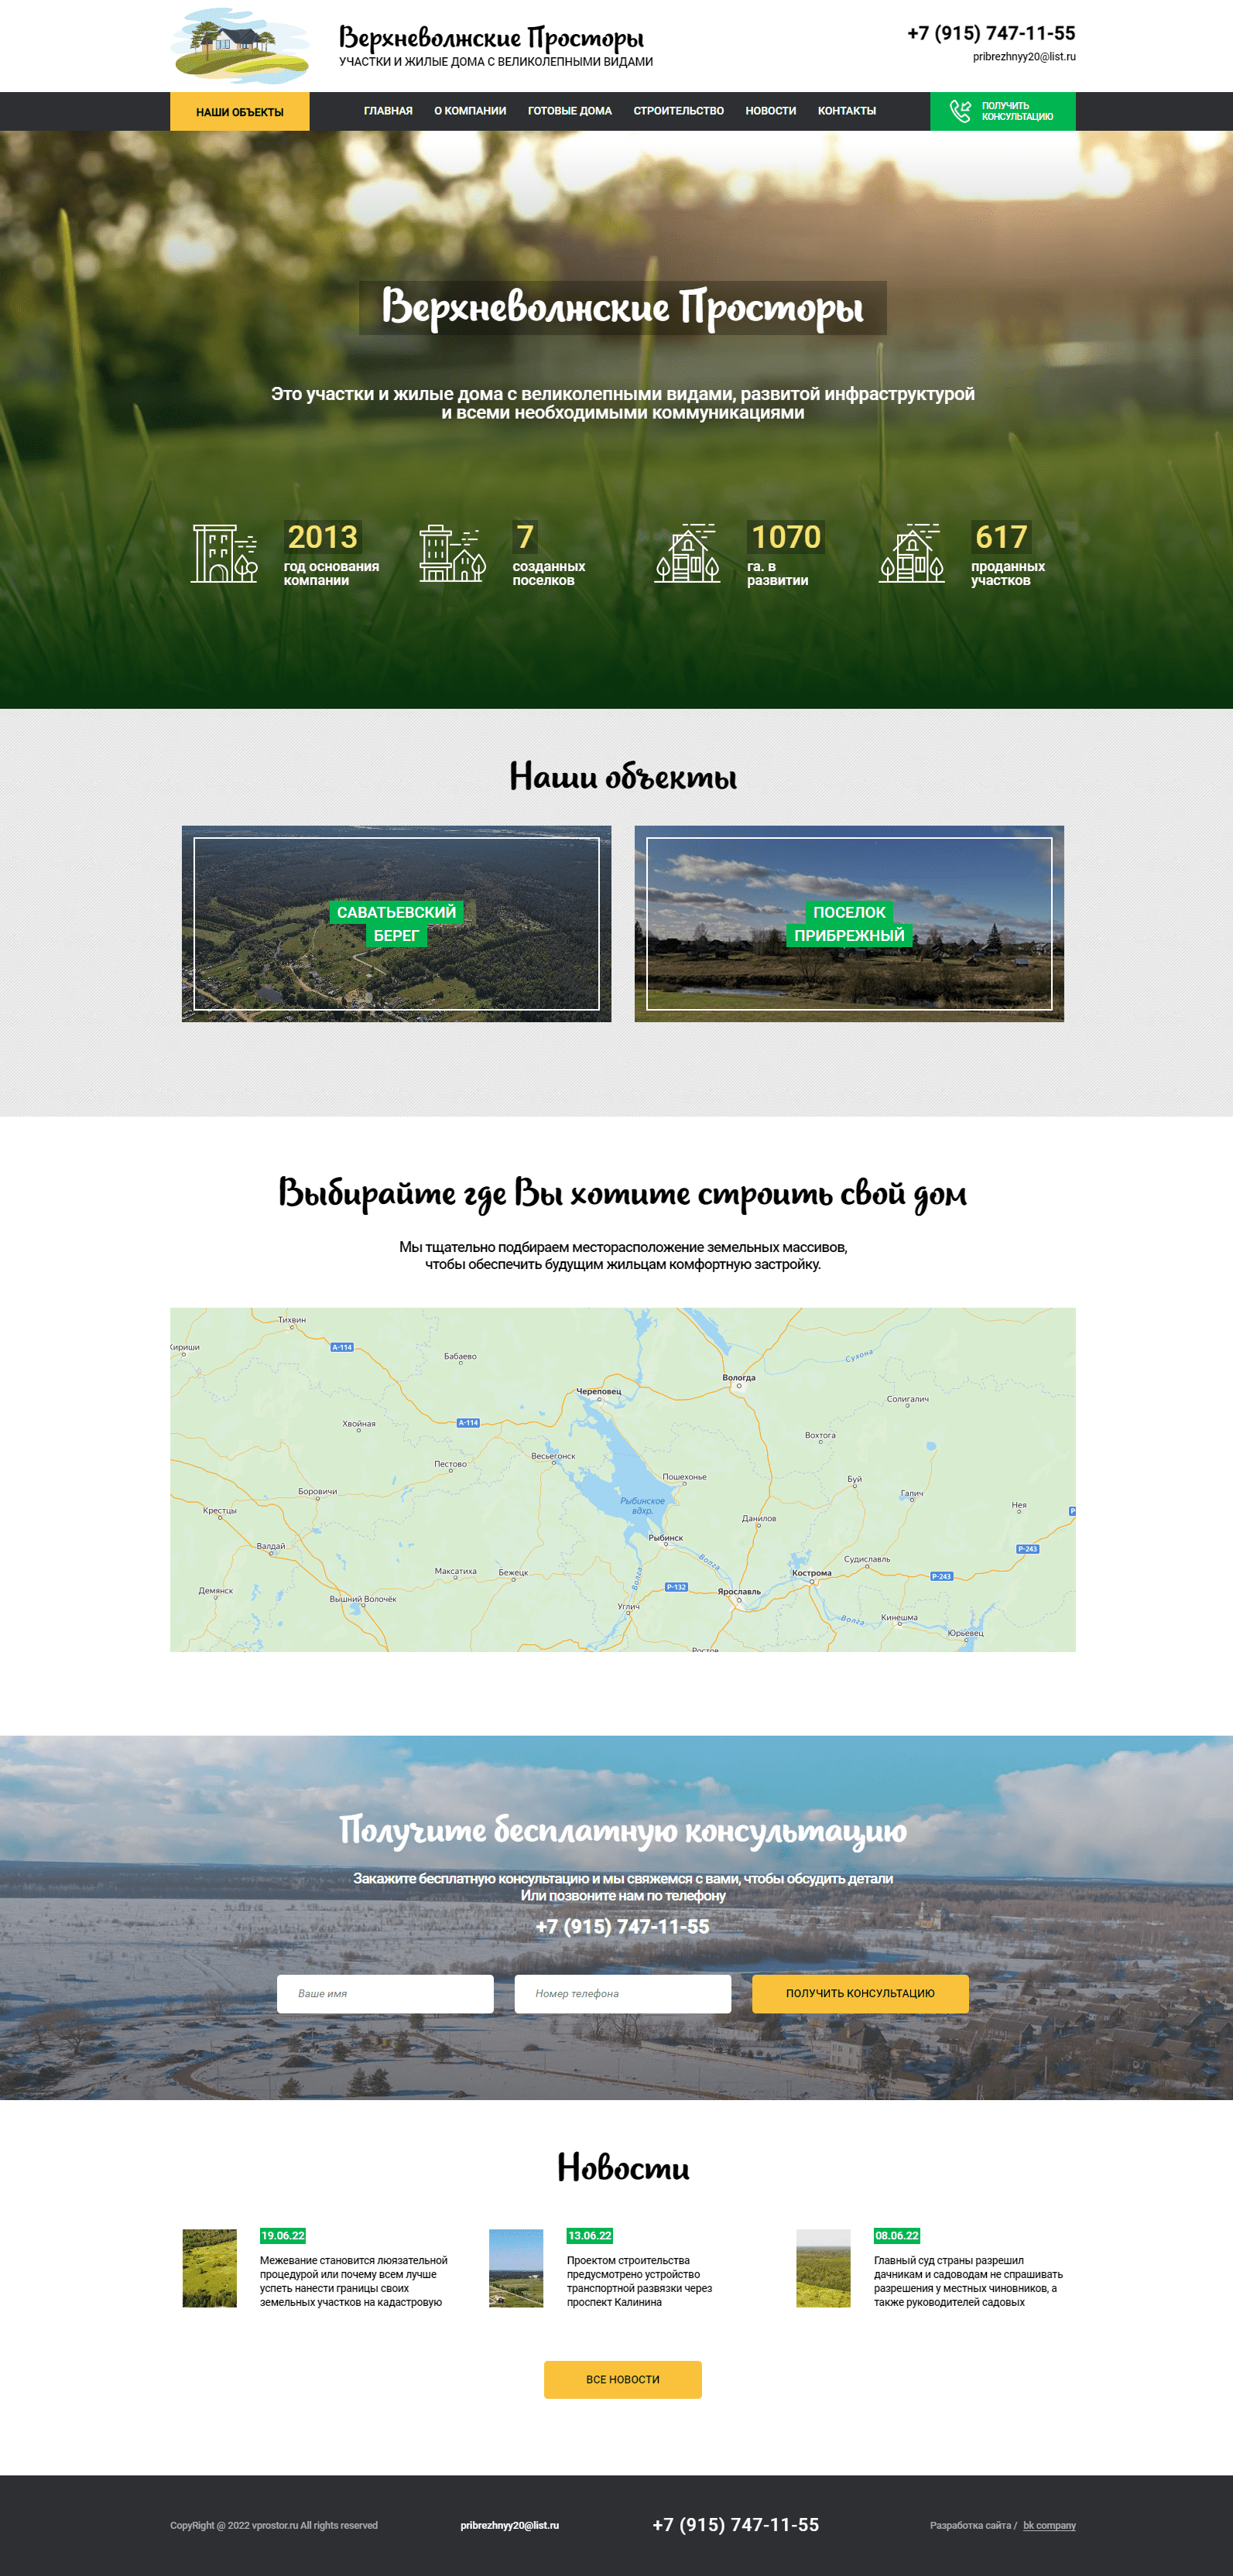 Верхневолжские Просторы
УЧАСТКИ И ЖИЛЫЕ ДОМА С ВЕЛИКОЛЕПНЫМИ ВИДАМИ
+7 (915) 747-11-55
pribrezhnyy20@list.ru
НАШИ ОБЪЕКТЫ
ГЛАВНАЯ
О КОМПАНИИ
ГОТОВЫЕ ДОМА
СТРОИТЕЛЬСТВО
НОВОСТИ
КОНТАКТЫ
ПОЛУЧИТЬ
КОНСУЛЬТАЦИЮ
Верхневолжские Просторы
Это участки и жилые дома с великолепными видами, развитой инфраструктурой
и всеми необходимыми коммуникациями
2013
год основания
компании
7
созданных
поселков
1070
га. в
развитии
617
проданных
участков
Наши объекты
САВАТЬЕВСКИЙ
БЕРЕГ
ПОСЕЛОК
ПРИБРЕЖНЫЙ
Выбирайте где Вы хотите строить свой дом
Мы тщательно подбираем месторасположение земельных массивов,
чтобы обеспечить будущим жильцам комфортную застройку.
Тихвин
Кириши
А-114
Бабаево
Сухона
Вологда
Череповец
Солигалич
Хвойная
А-114
Вохтога
Весьегонск
Пестово
Пошехонье
Буй
Боровичи
Галич
Рыбинское
вдхр.
Нея
Крестцы
Р
Данилов
Рыбинск
Валдай
Р-243
Судиславль
Волга
Максатиха
Бежецк
Кострома
Р-243
Волга
Р-132
Демянск
Ярославль
Вышний Волочёк
Углич
Кинешма
Волга
Юрьевец
Ростов
Получите бесплатную консультацию
Закажите бесплатную консультацию и мы свяжемся с вами, чтобы обсудить детали
Или позвоните нам по телефону
+7 (915) 747-11-55
Ваше имя
Номер телефона
ПОЛУЧИТЬ КОНСУЛЬТАЦИЮ
Новости
19.06.22
Межевание становится люязательной
процедурой или почему всем лучше
успеть нанести границы своих
земельных участков на кадастровую
13.06.22
Проектом строительства
предусмотрено устройство
транспортной развязки через
проспект Калинина
08.06.22
Главный суд страны разрешил
дачникам и садоводам не спрашивать
разрешения у местных чиновников, а
также руководителей садовых
ВСЕ НОВОСТИ
CopyRight @ 2022 vprostor.ru All rights reserved
pribrezhnyy20@list.ru
+7 (915) 747-11-55
Разработка сайта / bk company